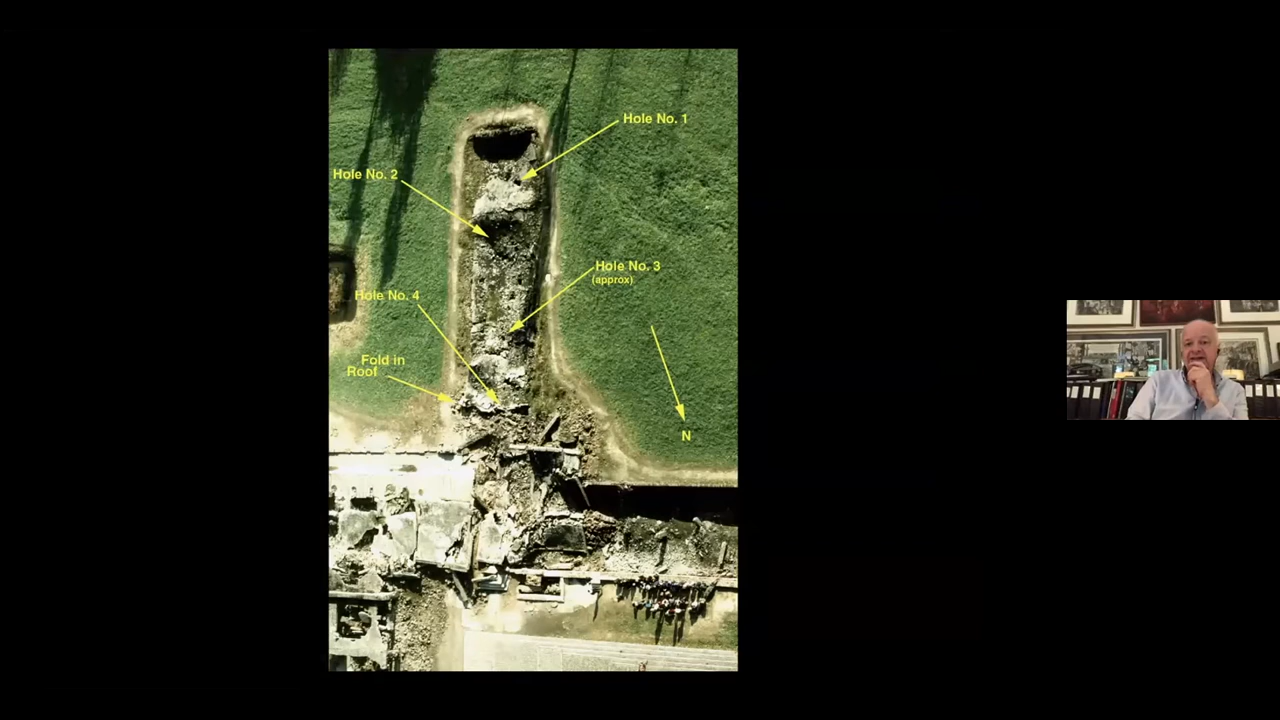 Hole No. 1
Hole No. 2
Hole No. 3
(approx)
Hole No. 4
Fold in
Roof
N